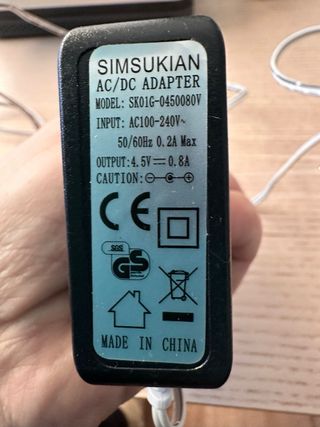 SIMSUKIAN
AC/DC ADAPTER
MODEL: SK01G-0450080V
INPUT: AC100-240V~
50/60Hz 0.2A Max
OUTPUT: 4.5V⎓0.8A
CAUTION: ⊖-●-⊕
CE
SGS
GS
MADE IN CHINA